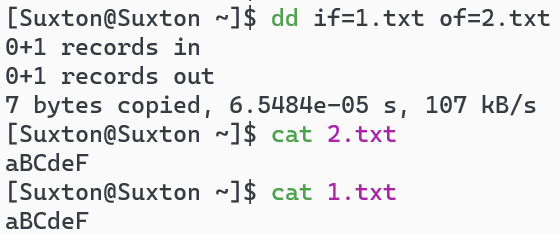 [Suxton@Suxton ~]$ dd if=1.txt of=2.txt
0+1 records in
0+1 records out
7 bytes copied, 6.5484e-05 s, 107 kB/s
[Suxton@Suxton ~]$ cat 2.txt
aBCdeF
[Suxton@Suxton ~]$ cat 1.txt
aBCdeF